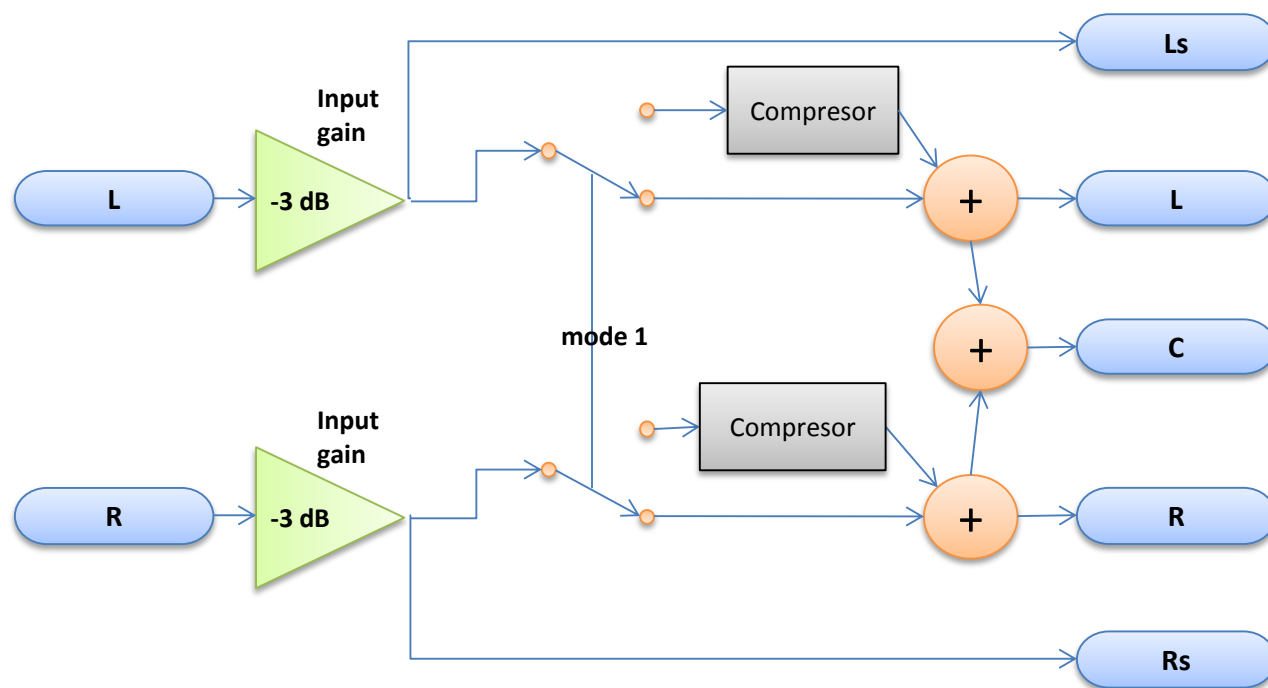 Ls
Input
gain
Compresor
L
-3 dB
+
L
mode 1
+
C
Input
gain
Compresor
R
-3 dB
+
R
Rs